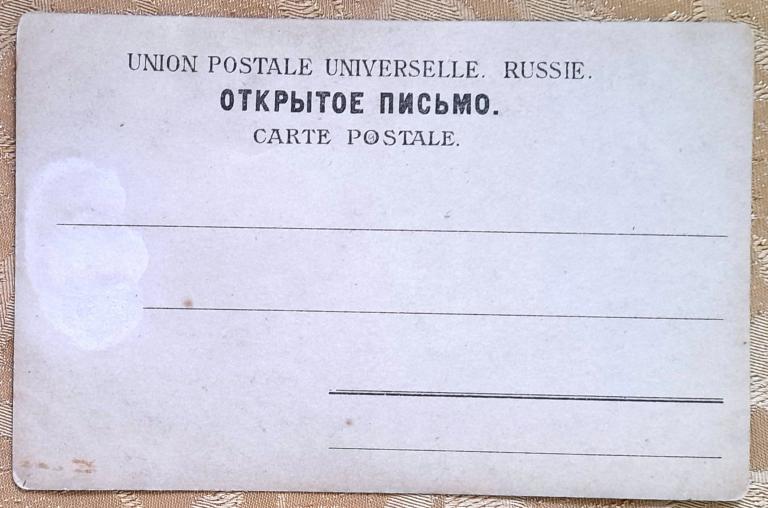 UNION POSTALE UNIVERSELLE. RUSSIE.
ОТКРЫТОЕ ПИСЬМО.
CARTE POSTALE.